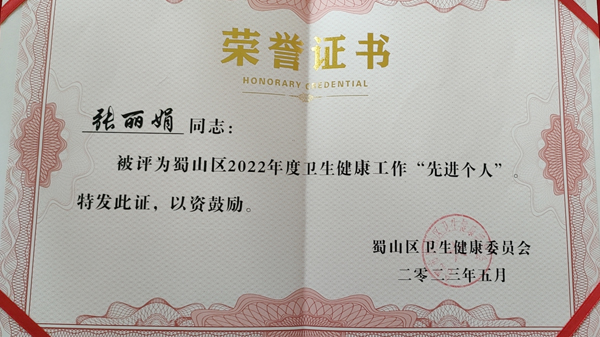 荣誉证书
HONORARY CREDENTIAL
张丽娟 同志：
被评为蜀山区2022年度卫生健康工作“先进个人”。
特发此证，以资鼓励。
蜀山区卫生健康委员会
二零二三年五月